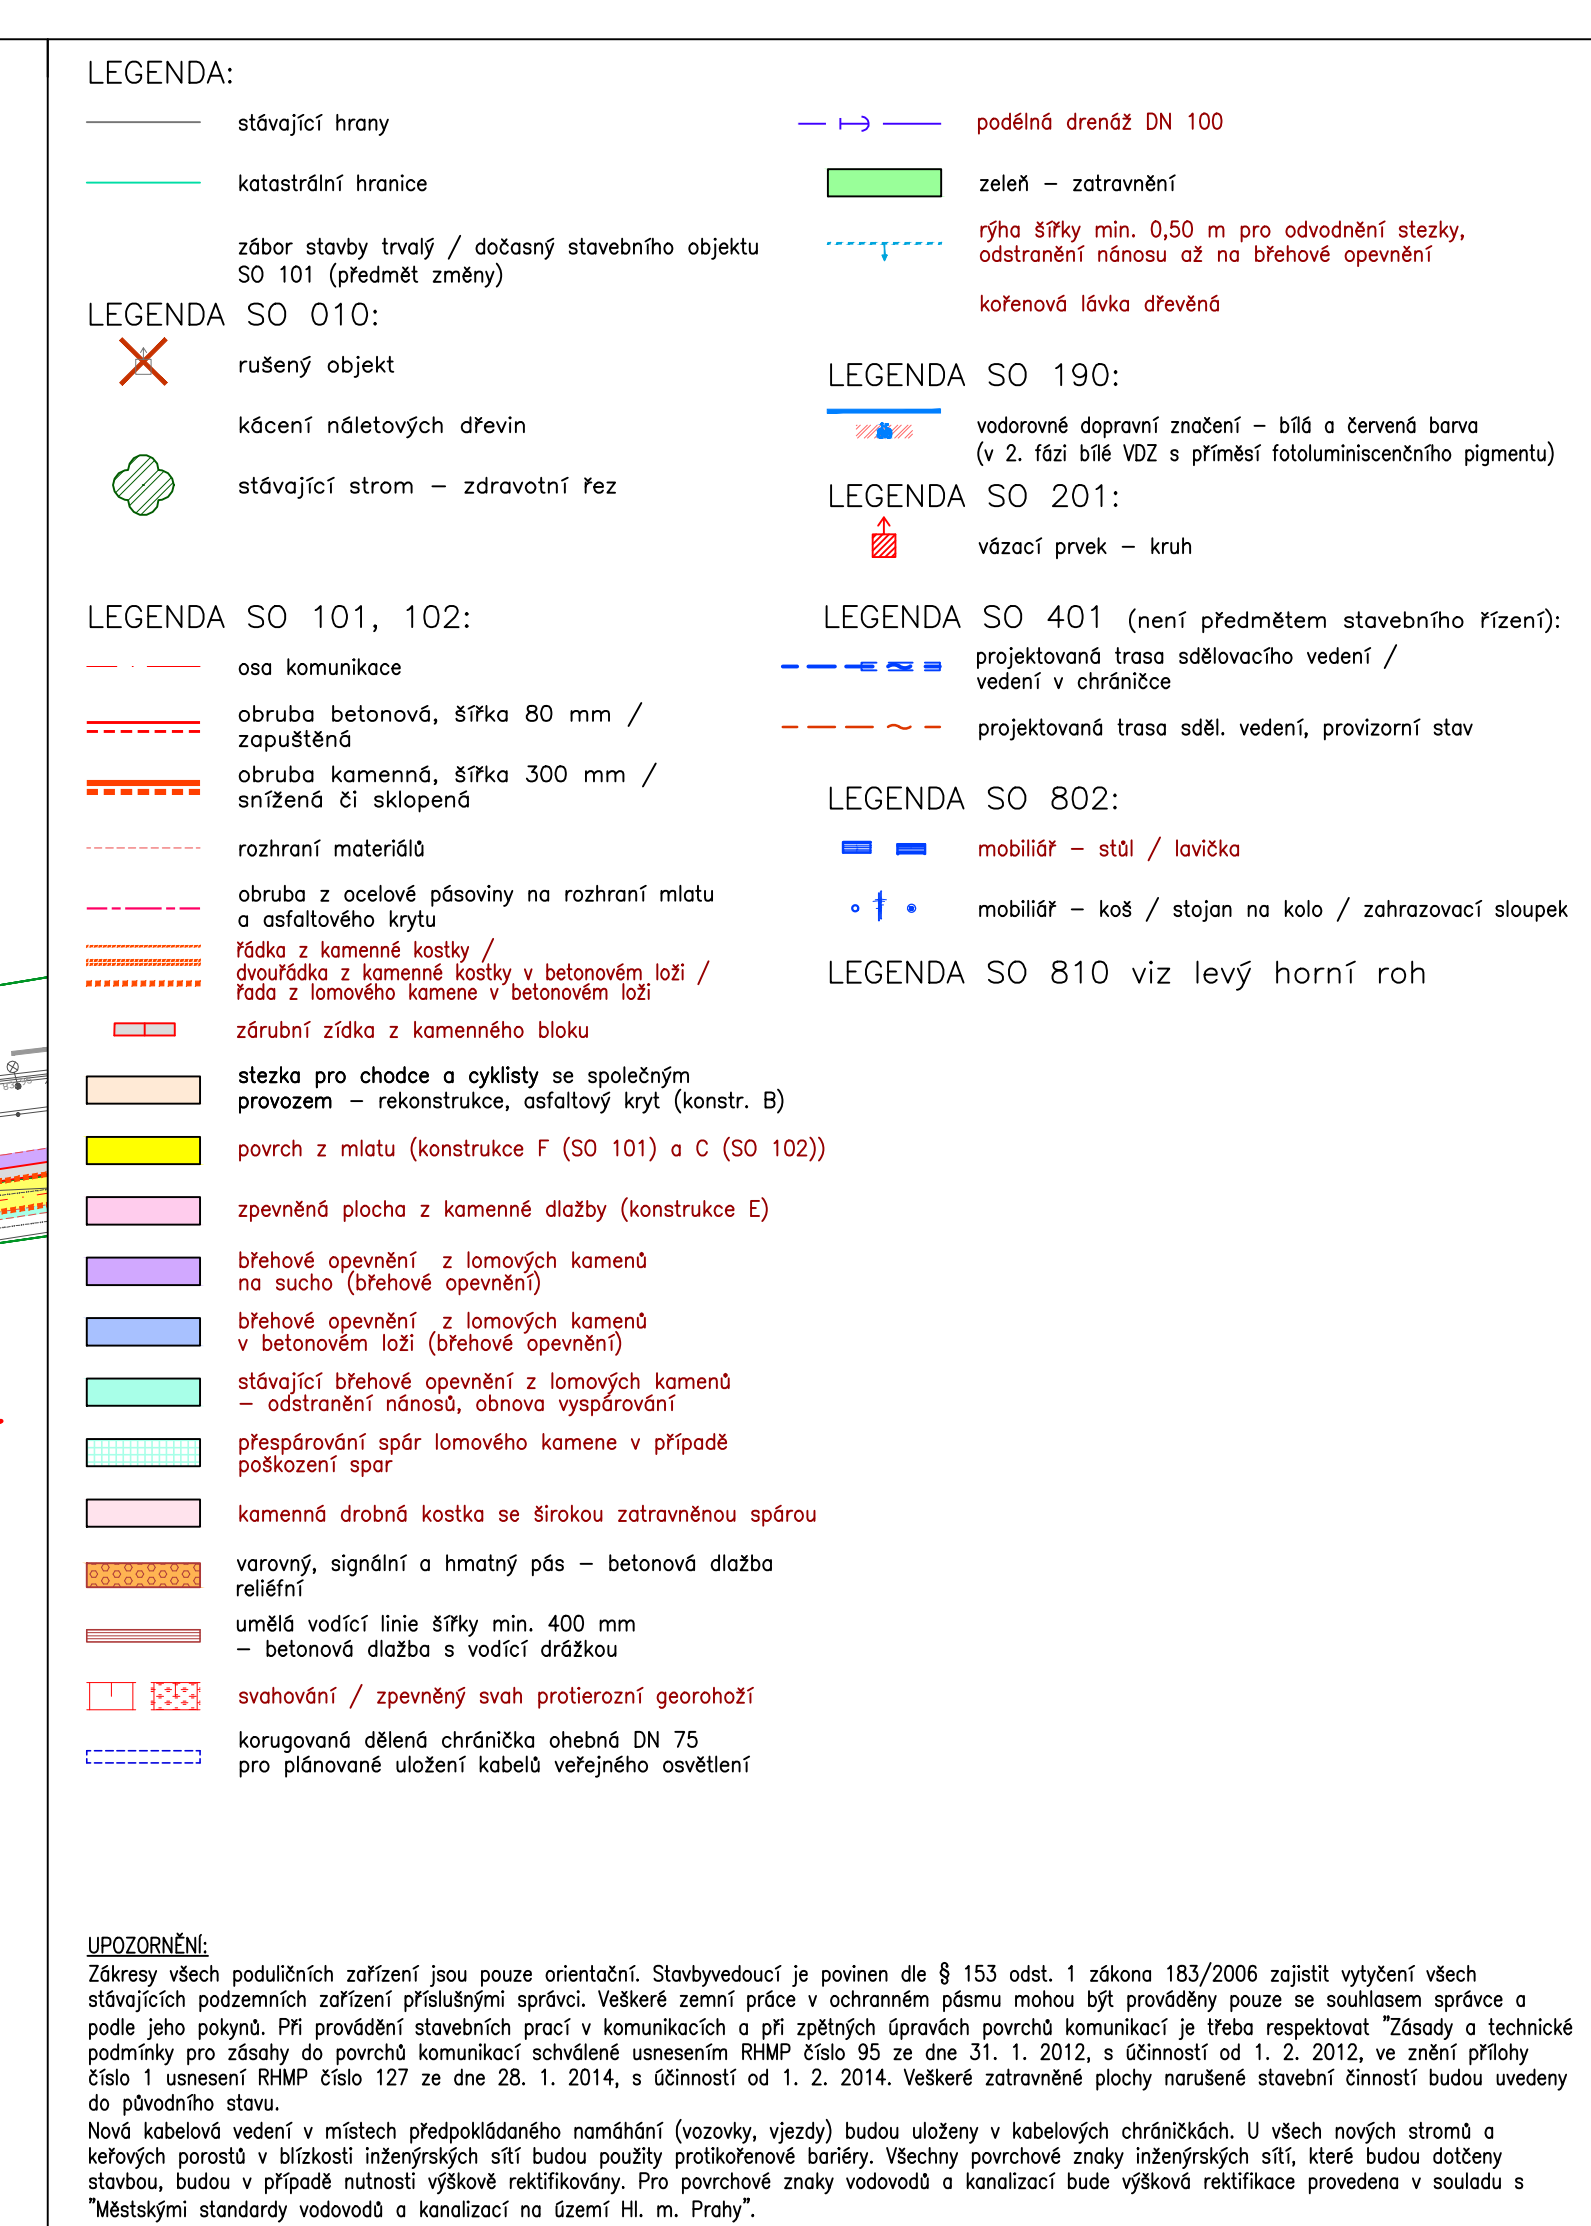 LEGENDA:
stávající hrany
katastrální hranice
zábor stavby trvalý / dočasný stavebního objektu
SO 101 (předmět změny)
LEGENDA SO 010:
rušený objekt
kácení náletových dřevin
stávající strom – zdravotní řez
LEGENDA SO 101, 102:
osa komunikace
obruba betonová, šířka 80 mm /
zapuštěná
obruba kamenná, šířka 300 mm /
snížená či sklopená
rozhraní materiálů
obruba z ocelové pásoviny na rozhraní mlatu
a asfaltového krytu
řádka z kamenné kostky /
dvouřádka z kamenné kostky v betonovém loži /
řada z lomového kamene v betonovém loži
zárubní zídka z kamenného bloku
stezka pro chodce a cyklisty se společným
provozem – rekonstrukce, asfaltový kryt (konstr. B)
povrch z mlatu (konstrukce F (SO 101) a C (SO 102))
zpevněná plocha z kamenné dlažby (konstrukce E)
břehové opevnění z lomových kamenů
na sucho (břehové opevnění)
břehové opevnění z lomových kamenů
v betonovém loži (břehové opevnění)
stávající břehové opevnění z lomových kamenů
– odstranění nánosů, obnova vyspárování
přespárování spár lomového kamene v případě
poškození spar
kamenná drobná kostka se širokou zatravněnou spárou
varovný, signální a hmatný pás – betonová dlažba
reliéfní
umělá vodící linie šířky min. 400 mm
– betonová dlažba s vodící drážkou
svahování / zpevněný svah protierozní georohoží
korugovaná dělená chránička ohebná DN 75
pro plánované uložení kabelů veřejného osvětlení
podélná drenáž DN 100
zeleň – zatravnění
rýha šířky min. 0,50 m pro odvodnění stezky,
odstranění nánosu až na břehové opevnění
kořenová lávka dřevěná
LEGENDA SO 190:
vodorovné dopravní značení – bílá a červená barva
(v 2. fázi bílé VDZ s příměsí fotoluminiscenčního pigmentu)
LEGENDA SO 201:
vázací prvek – kruh
LEGENDA SO 401 (není předmětem stavebního řízení):
projektovaná trasa sdělovacího vedení /
vedení v chráničce
projektovaná trasa sděl. vedení, provizorní stav
LEGENDA SO 802:
mobiliář – stůl / lavička
mobiliář – koš / stojan na kolo / zahrazovací sloupek
LEGENDA SO 810 viz levý horní roh
UPOZORNĚNÍ:
Zákresy všech poduličních zařízení jsou pouze orientační. Stavbyvedoucí je povinen dle § 153 odst. 1 zákona 183/2006 zajistit vytyčení všech
stávajících podzemních zařízení příslušnými správci. Veškeré zemní práce v ochranném pásmu mohou být prováděny pouze se souhlasem správce a
podle jeho pokynů. Při provádění stavebních prací v komunikacích a při zpětných úpravách povrchů komunikací je třeba respektovat "Zásady a technické
podmínky pro zásahy do povrchů komunikací schválené usnesením RHMP číslo 95 ze dne 31. 1. 2012, s účinností od 1. 2. 2012, ve znění přílohy
číslo 1 usnesení RHMP číslo 127 ze dne 28. 1. 2014, s účinností od 1. 2. 2014. Veškeré zatravněné plochy narušené stavební činností budou uvedeny
do původního stavu.
Nová kabelová vedení v místech předpokládaného namáhání (vozovky, vjezdy) budou uloženy v kabelových chráničkách. U všech nových stromů a
keřových porostů v blízkosti inženýrských sítí budou použity protikořenové bariéry. Všechny povrchové znaky inženýrských sítí, které budou dotčeny
stavbou, budou v případě nutnosti výškově rektifikovány. Pro povrchové znaky vodovodů a kanalizací bude výšková rektifikace provedena v souladu s
"Městskými standardy vodovodů a kanalizací na území Hl. m. Prahy".